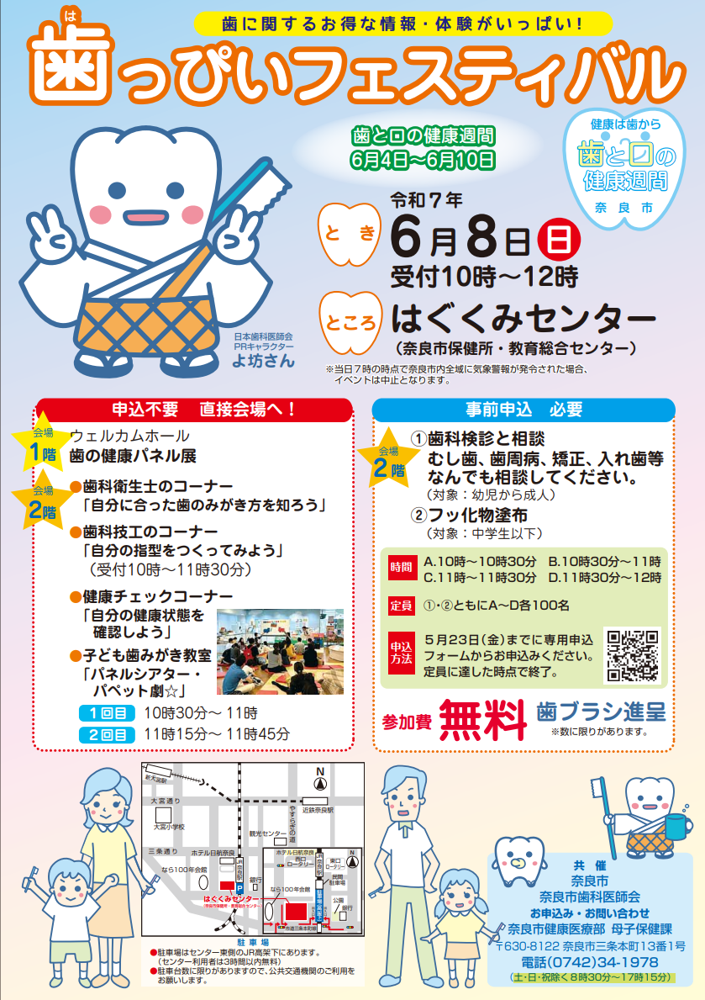 歯に関するお得な情報・体験がいっぱい!
は
歯っぴいフェスティバル
歯と口の健康週間
6月4日～6月10日
健康は歯から
歯と口の
健康週間
奈良市
とき
令和７年
6月8日日
受付10時～12時
ところ
はぐくみセンター
（奈良市保健所・教育総合センター）
※当日７時の時点で奈良市内全域に気象警報が発令された場合、
イベントは中止となります。
日本歯科医師会
PRキャラクター
よ坊さん
申込不要　直接会場へ！
会場
1階
ウェルカムホール
歯の健康パネル展
会場
2階
●歯科衛生士のコーナー
「自分に合った歯のみがき方を知ろう」
●歯科技工のコーナー
「自分の指型をつくってみよう」
（受付10時～11時30分）
●健康チェックコーナー
「自分の健康状態を
確認しよう」
●子ども歯みがき教室
「パネルシアター・
パペット劇☆」
1回目　10時30分～ 11時
2回目　11時15分～ 11時45分
事前申込　必要
会場
2階
①歯科検診と相談
むし歯、歯周病、矯正、入れ歯等
なんでも相談してください。
（対象：幼児から成人）
②フッ化物塗布
（対象：中学生以下）
時間
A.10時～10時30分　B.10時30分～11時
C.11時～11時30分　D.11時30分～12時
定員
①・②ともにA～D各100名
申込
方法
５月23日(金)までに専用申込
フォームからお申込みください。
定員に達した時点で終了。
参加費 無料
歯ブラシ進呈
※数に限りがあります。
新大宮駅
N
大宮通り
近鉄奈良駅
大宮小学校
やすらぎの道
観光センター
三条通り
ホテル日航奈良
JR奈良駅
なら100年会館
銀行
P
はぐくみセンター
（奈良市保健所・教育総合センター）
ホテル日航奈良
西口
ロータリー
JR奈良駅
東口
ロータリー
N
民間
駐車場
なら100年会館
公園
銀行
市道三条本町線
駐車場
●駐車場はセンター東側のJR高架下にあります。
（センター利用者は3時間以内無料）
●駐車台数に限りがありますので、公共交通機関のご利用を
お願いします。
共催
奈良市
奈良市歯科医師会
お申込み・お問い合わせ
奈良市健康医療部 母子保健課
〒630-8122 奈良市三条本町13番1号
電話(0742)34-1978
（土・日・祝除く８時30分～17時15分）